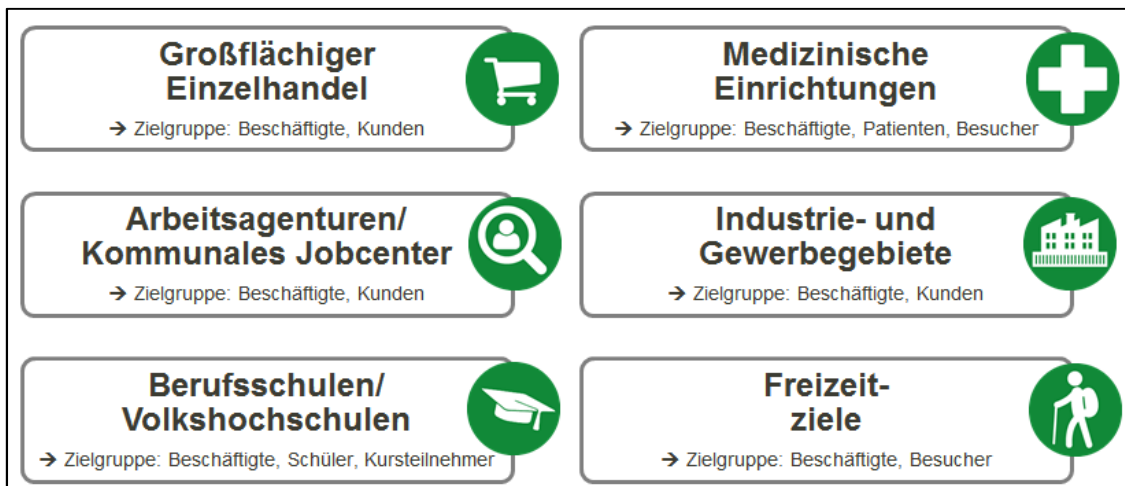 Großflächiger
Einzelhandel
→ Zielgruppe: Beschäftigte, Kunden
Medizinische
Einrichtungen
→ Zielgruppe: Beschäftigte, Patienten, Besucher
Arbeitsagenturen/
Kommunales Jobcenter
→ Zielgruppe: Beschäftigte, Kunden
Industrie- und
Gewerbegebiete
→ Zielgruppe: Beschäftigte, Kunden
Berufsschulen/
Volkshochschulen
→ Zielgruppe: Beschäftigte, Schüler, Kursteilnehmer
Freizeit-
ziele
→ Zielgruppe: Beschäftigte, Besucher